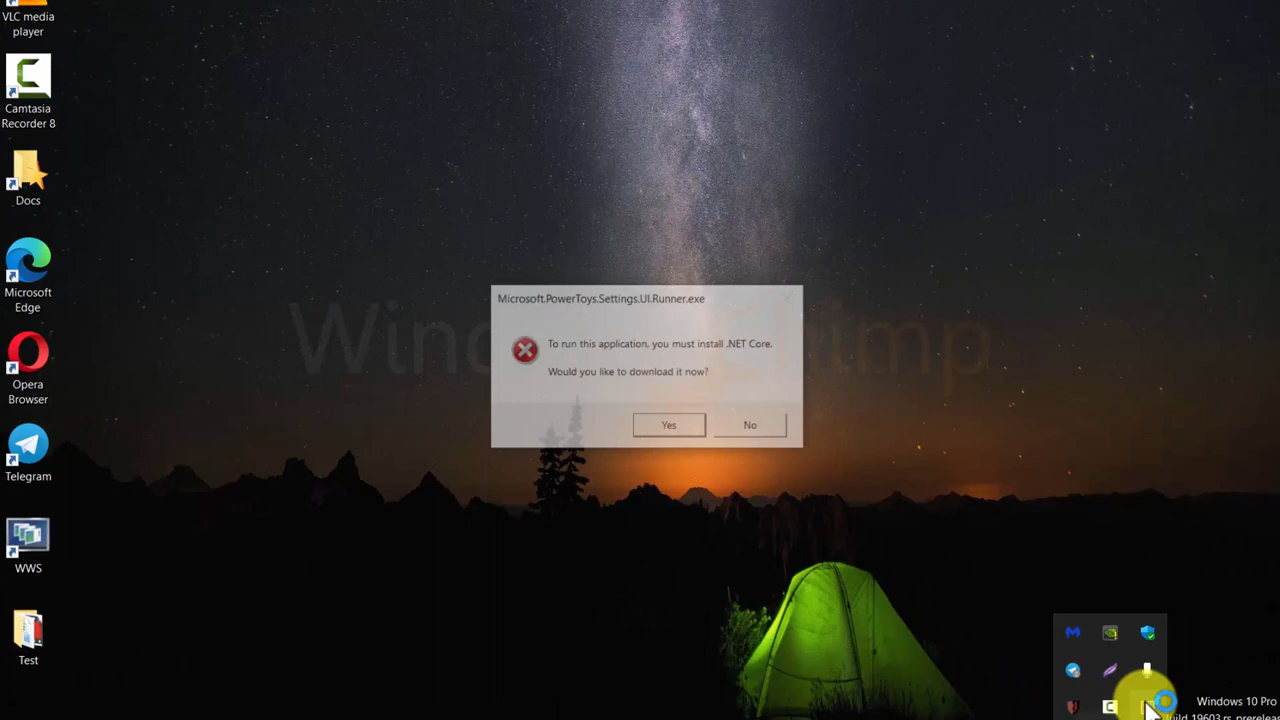 VLC media
player
Camtasia
Recorder 8
Docs
Microsoft
Edge
Opera
Browser
Telegram
WWS
Test
Microsoft.PowerToys.Settings.UI.Runner.exe
To run this application, you must install .NET Core.
Would you like to download it now?
Yes
No
Windows 10 Pro
Build 19603.rs_prerelea